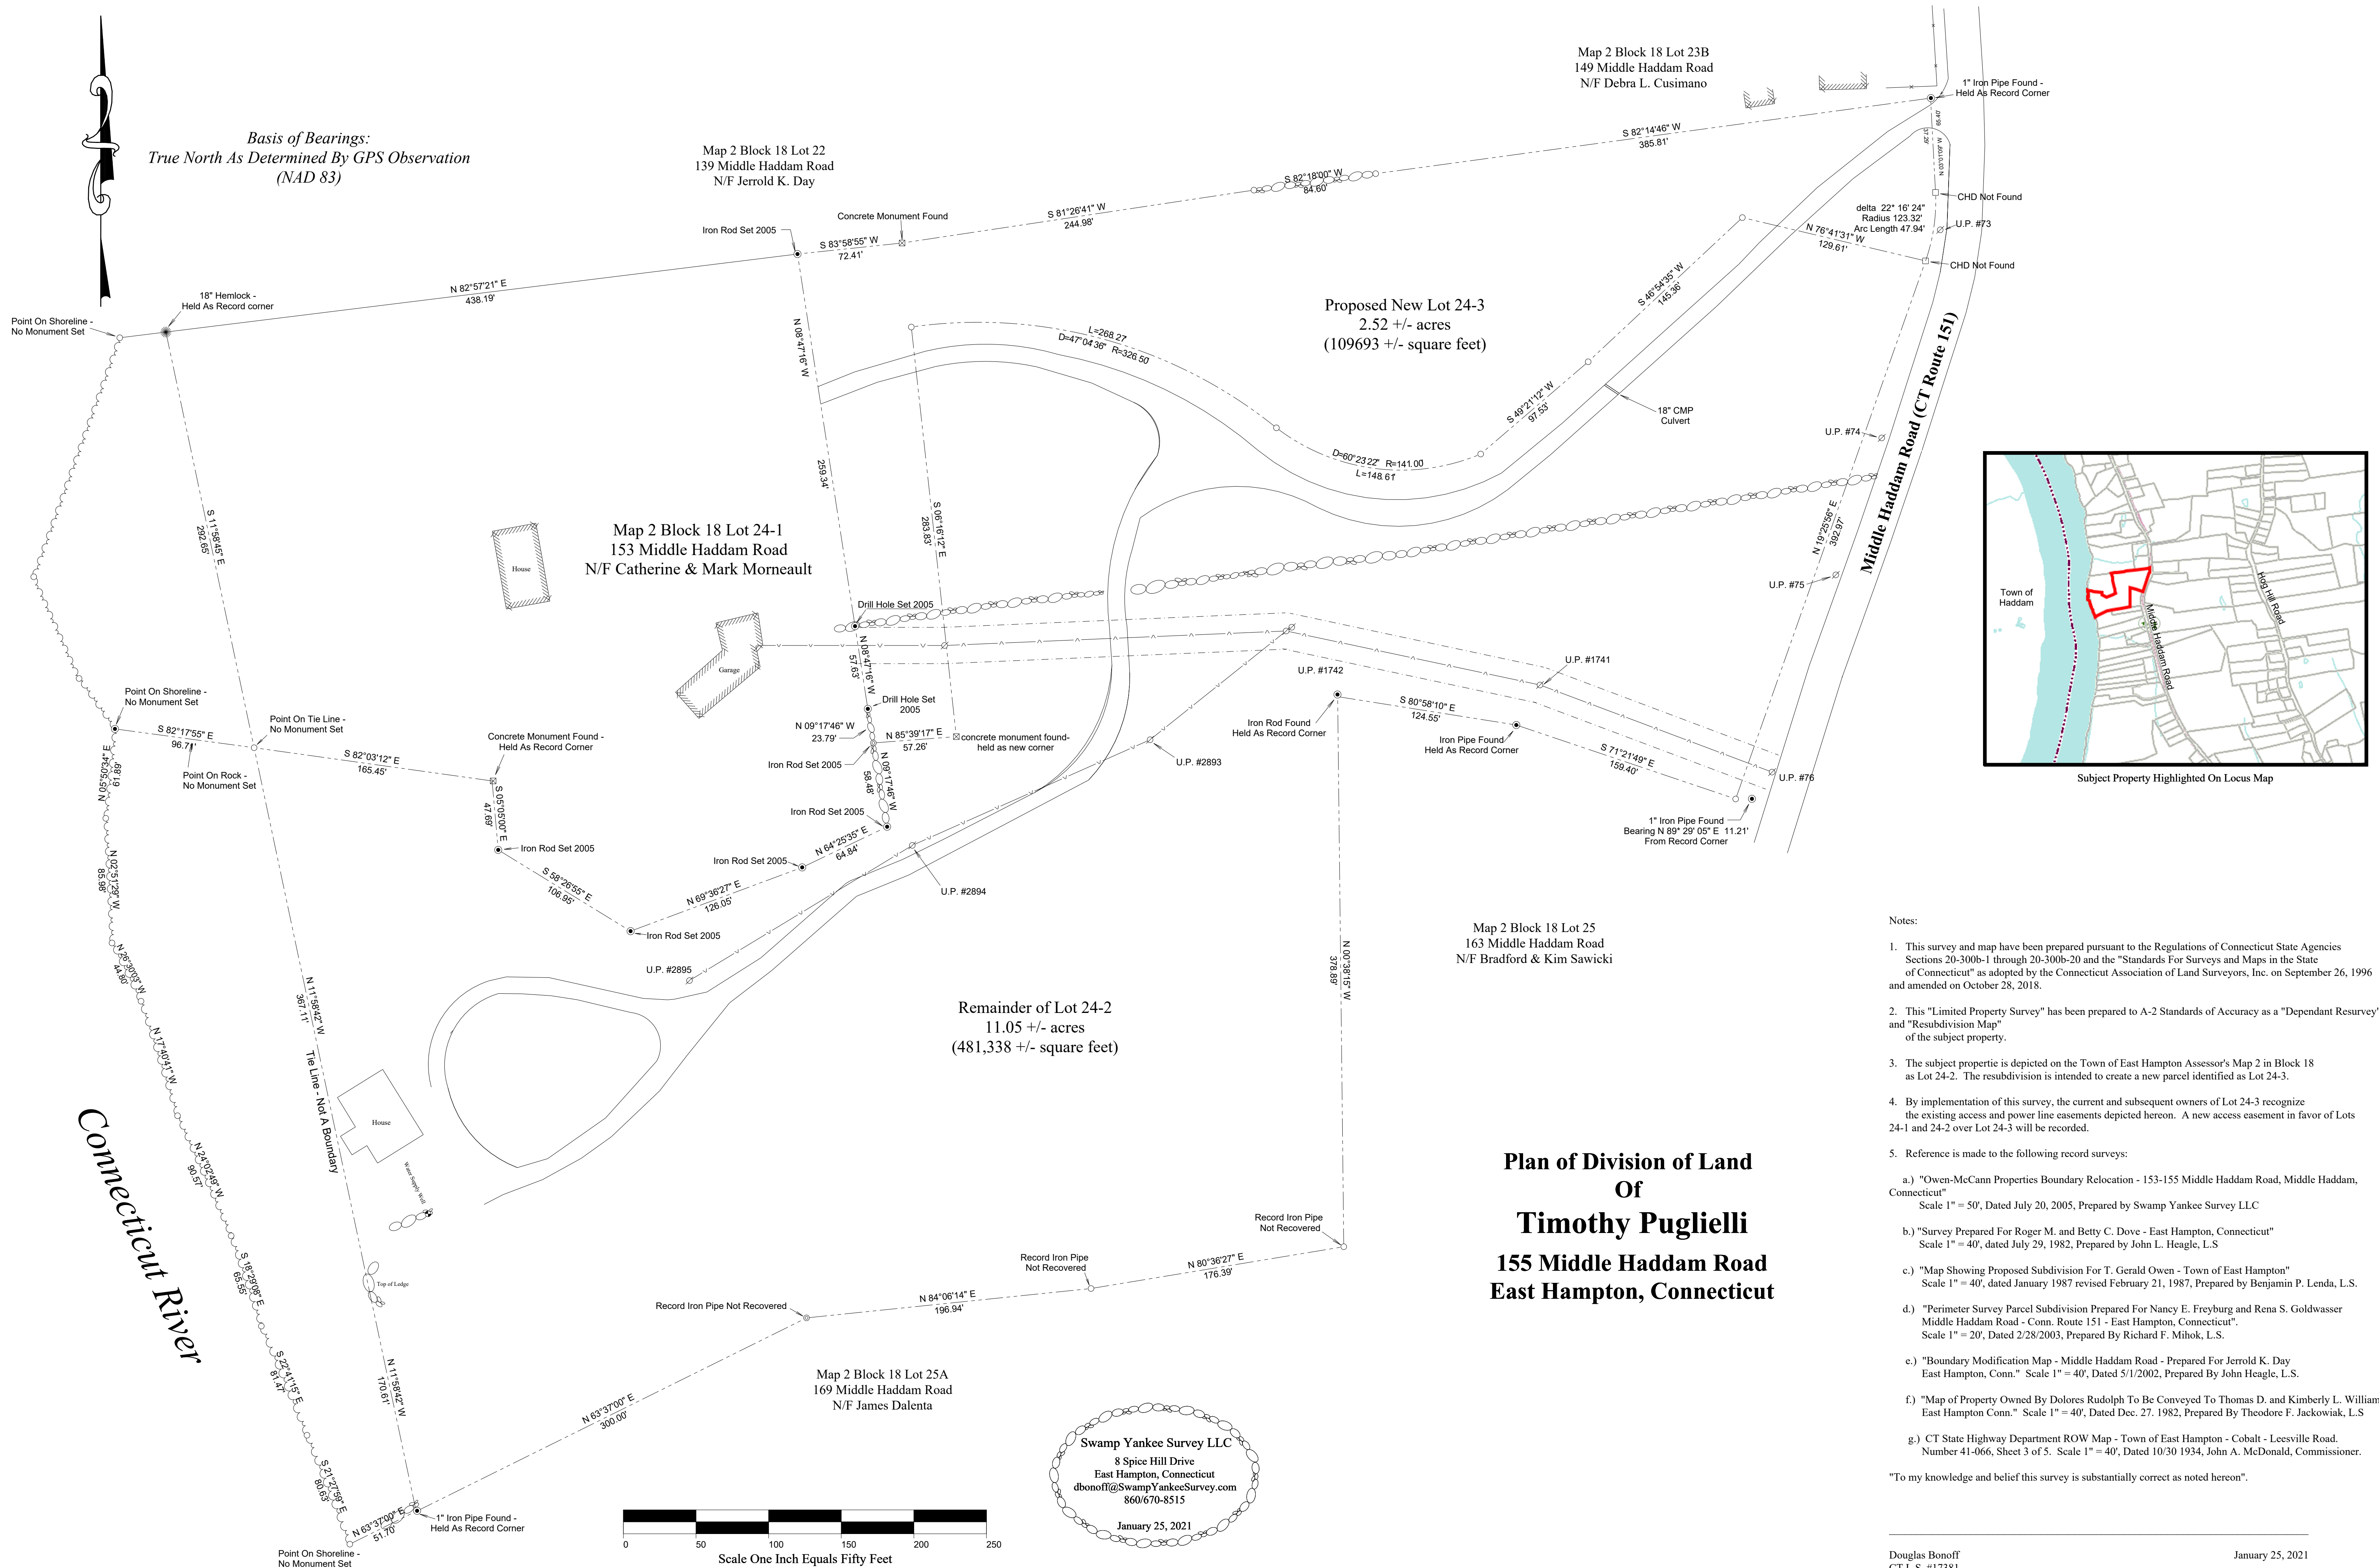 Basis of Bearings:
True North As Determined By GPS Observation
(NAD 83)
Map 2 Block 18 Lot 22
139 Middle Haddam Road
N/F Jerrold K. Day
Map 2 Block 18 Lot 23B
149 Middle Haddam Road
N/F Debra L. Cusimano
1" Iron Pipe Found -
Held As Record Corner
S 82°14'46" W
385.81'
S 82°18'00" W
84.60'
S 81°26'41" W
244.98'
Concrete Monument Found
S 83°58'55" W
72.41'
Iron Rod Set 2005
N 82°57'21" E
438.19'
18" Hemlock -
Held As Record corner
Point On Shoreline -
No Monument Set
65.40'
37.29'
N 03°01'09" W
CHD Not Found
delta 22° 16' 24"
Radius 123.32'
Arc Length 47.94'
U.P. #73
N 76°41'31" W
129.61'
CHD Not Found
S 46°54'35" W
145.36'
Proposed New Lot 24-3
2.52 +/- acres
(109693 +/- square feet)
L=268.27'
D=47°04'36" R=326.50'
N 08°47'16" W
259.34'
S 49°21'12" W
97.53'
18" CMP
Culvert
D=60°23'22" R=141.00'
L=148.61'
U.P. #74
Middle Haddam Road (CT Route 151)
N 19°25'56" E
392.97'
U.P. #75
S 11°58'45" E
292.65'
House
Map 2 Block 18 Lot 24-1
153 Middle Haddam Road
N/F Catherine & Mark Morneault
S 06°16'12" E
283.83'
Drill Hole Set 2005
N 08°47'16" W
57.63'
Garage
Drill Hole Set
2005
N 09°17'46" W
23.79'
N 85°39'17" E
57.26'
concrete monument found-
held as new corner
Iron Rod Set 2005
N 09°17'46" W
58.48'
Iron Rod Set 2005
U.P. #1742
U.P. #1741
Iron Rod Found
Held As Record Corner
S 80°58'10" E
124.55'
Iron Pipe Found
Held As Record Corner
S 71°21'49" E
159.40'
U.P. #76
1" Iron Pipe Found
Bearing N 89° 29' 05" E 11.21'
From Record Corner
U.P. #2893
U.P. #2894
U.P. #2895
Point On Shoreline -
No Monument Set
Point On Tie Line -
No Monument Set
S 82°17'55" E
96.71'
Point On Rock -
No Monument Set
S 82°03'12" E
165.45'
Concrete Monument Found -
Held As Record Corner
S 05°05'00" E
47.69'
Iron Rod Set 2005
S 58°26'55" E
106.95'
Iron Rod Set 2005
N 69°36'27" E
126.05'
Iron Rod Set 2005
N 64°25'35" E
64.84'
N 05°50'34" E
61.89'
N 02°51'29" W
85.98'
N 26°30'03" W
44.80'
N 17°40'41" W
N 24°02'49" W
90.57'
S 18°29'08" E
65.55'
S 22°41'15" E
81.47'
S 21°27'59" E
80.63'
N 11°58'42" W
367.11'
Tie Line - Not A Boundary
House
Water Supply Well
Top of Ledge
N 11°58'42" W
170.61'
Connecticut River
N 63°37'00" E
51.70'
1" Iron Pipe Found -
Held As Record Corner
Point On Shoreline -
No Monument Set
N 63°37'00" E
300.00'
Record Iron Pipe Not Recovered
N 84°06'14" E
196.94'
Record Iron Pipe
Not Recovered
N 80°36'27" E
176.39'
Record Iron Pipe
Not Recovered
N 00°38'15" W
378.89'
Map 2 Block 18 Lot 25
163 Middle Haddam Road
N/F Bradford & Kim Sawicki
Remainder of Lot 24-2
11.05 +/- acres
(481,338 +/- square feet)
Map 2 Block 18 Lot 25A
169 Middle Haddam Road
N/F James Dalenta
Plan of Division of Land
Of
Timothy Puglielli
155 Middle Haddam Road
East Hampton, Connecticut
Swamp Yankee Survey LLC
8 Spice Hill Drive
East Hampton, Connecticut
dbonoff@SwampYankeeSurvey.com
860/670-8515
January 25, 2021
0 50 100 150 200 250
Scale One Inch Equals Fifty Feet
Town of
Haddam
Hog Hill Road
Middle Haddam Road
Subject Property Highlighted On Locus Map
Notes:
1. This survey and map have been prepared pursuant to the Regulations of Connecticut State Agencies
Sections 20-300b-1 through 20-300b-20 and the "Standards For Surveys and Maps in the State
of Connecticut" as adopted by the Connecticut Association of Land Surveyors, Inc. on September 26, 1996
and amended on October 28, 2018.
2. This "Limited Property Survey" has been prepared to A-2 Standards of Accuracy as a "Dependant Resurvey"
and "Resubdivision Map"
of the subject property.
3. The subject propertie is depicted on the Town of East Hampton Assessor's Map 2 in Block 18
as Lot 24-2. The resubdivision is intended to create a new parcel identified as Lot 24-3.
4. By implementation of this survey, the current and subsequent owners of Lot 24-3 recognize
the existing access and power line easements depicted hereon. A new access easement in favor of Lots
24-1 and 24-2 over Lot 24-3 will be recorded.
5. Reference is made to the following record surveys:
a.) "Owen-McCann Properties Boundary Relocation - 153-155 Middle Haddam Road, Middle Haddam,
Connecticut"
Scale 1" = 50', Dated July 20, 2005, Prepared by Swamp Yankee Survey LLC
b.) "Survey Prepared For Roger M. and Betty C. Dove - East Hampton, Connecticut"
Scale 1" = 40', dated July 29, 1982, Prepared by John L. Heagle, L.S
c.) "Map Showing Proposed Subdivision For T. Gerald Owen - Town of East Hampton"
Scale 1" = 40', dated January 1987 revised February 21, 1987, Prepared by Benjamin P. Lenda, L.S.
d.) "Perimeter Survey Parcel Subdivision Prepared For Nancy E. Freyburg and Rena S. Goldwasser
Middle Haddam Road - Conn. Route 151 - East Hampton, Connecticut".
Scale 1" = 20', Dated 2/28/2003, Prepared By Richard F. Mihok, L.S.
e.) "Boundary Modification Map - Middle Haddam Road - Prepared For Jerrold K. Day
East Hampton, Conn." Scale 1" = 40', Dated 5/1/2002, Prepared By John Heagle, L.S.
f.) "Map of Property Owned By Dolores Rudolph To Be Conveyed To Thomas D. and Kimberly L. William
East Hampton Conn." Scale 1" = 40', Dated Dec. 27. 1982, Prepared By Theodore F. Jackowiak, L.S
g.) CT State Highway Department ROW Map - Town of East Hampton - Cobalt - Leesville Road.
Number 41-066, Sheet 3 of 5. Scale 1" = 40', Dated 10/30 1934, John A. McDonald, Commissioner.
"To my knowledge and belief this survey is substantially correct as noted hereon".
Douglas Bonoff January 25, 2021
CT L.S. #17381